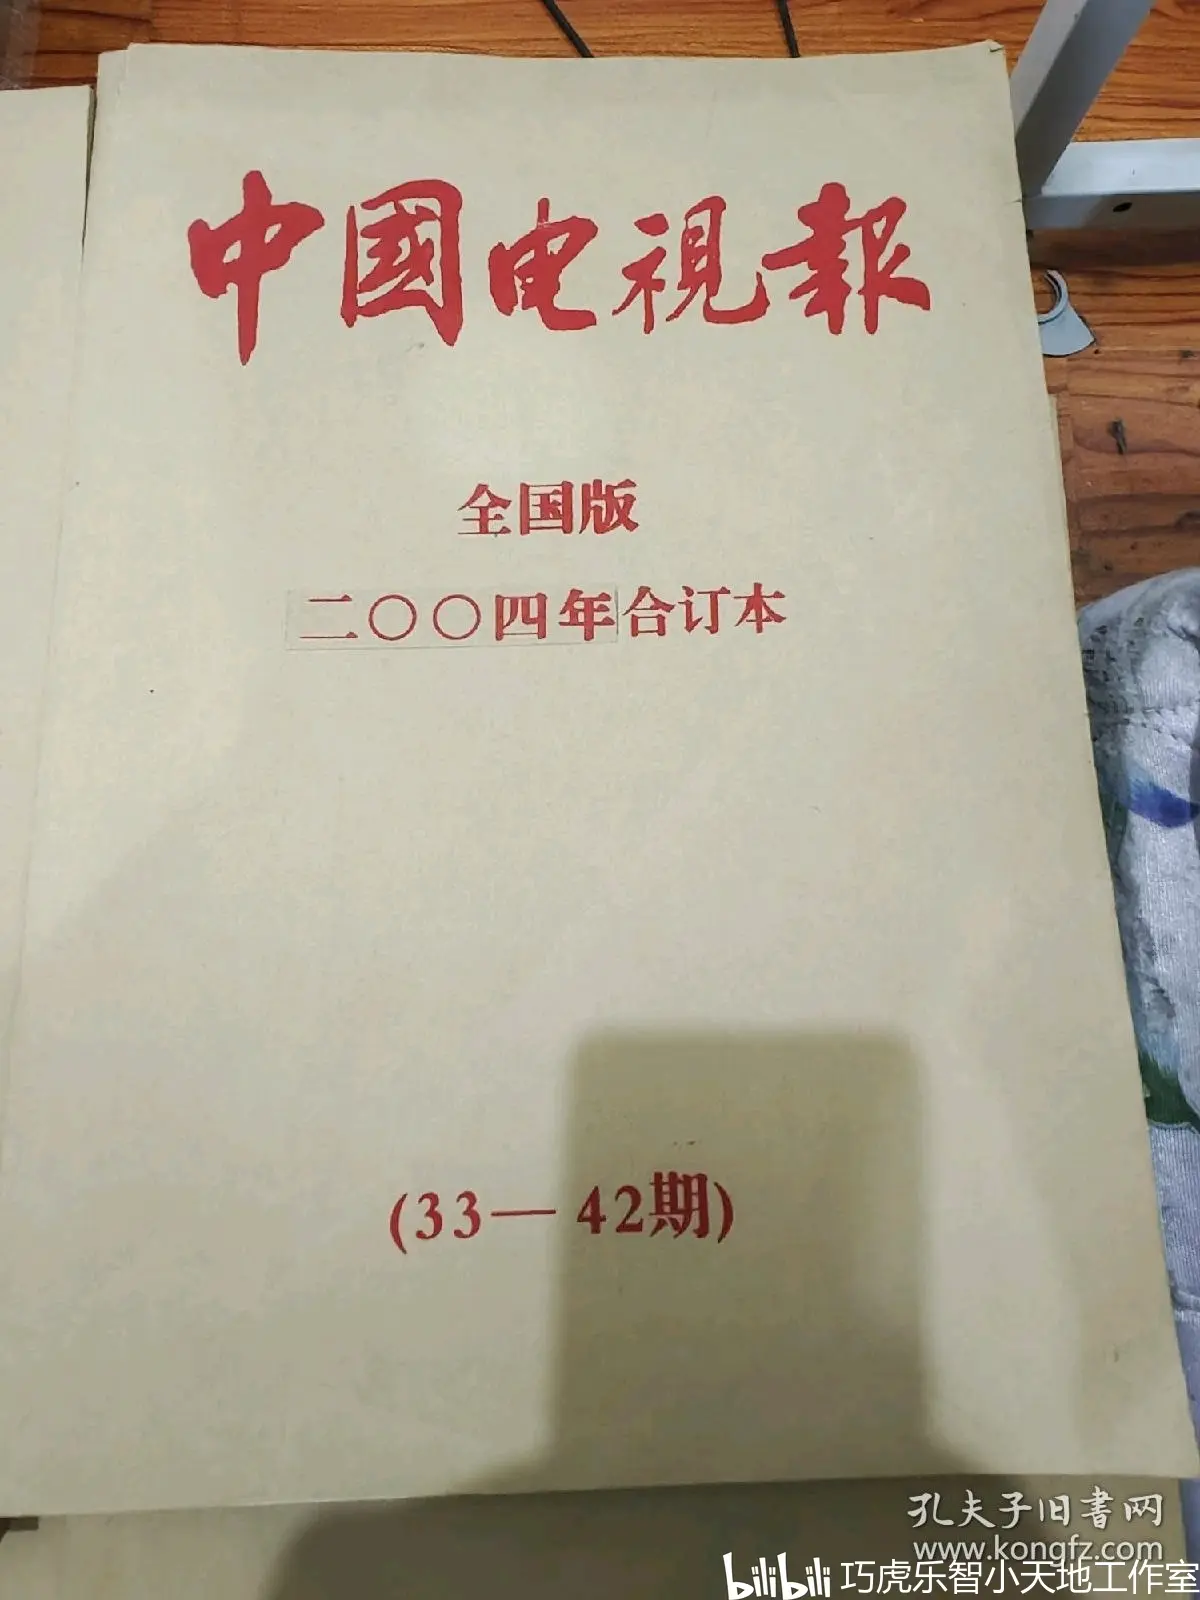 中國电視報
全国版
二〇〇四年合订本
(33—42期)
孔夫子旧書网
www.kongfz.com
bilibili 巧虎乐智小天地工作室